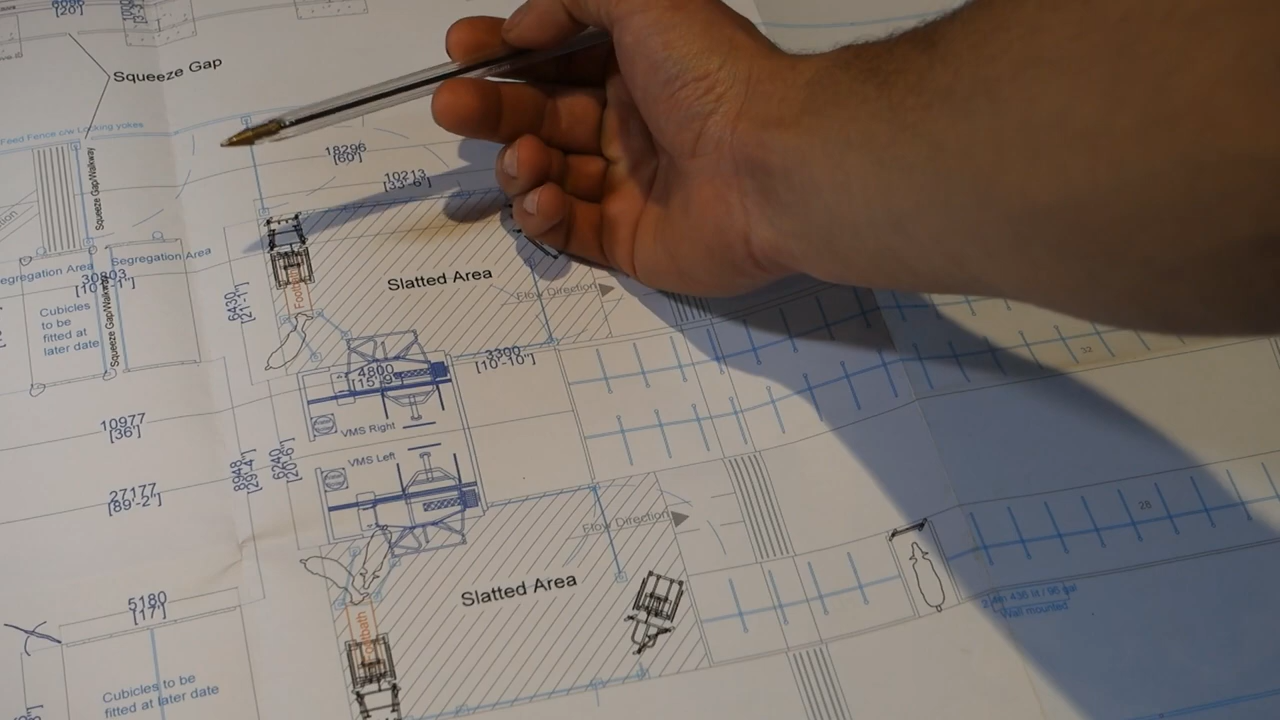 [20']
Squeeze Gap
Feed Fence c/w Locking yokes
Squeeze Gap/Walkway
18296
[60']
10213
[33'-6"]
Segregation Area
egregation Area
30803
Slatted Area
Footbath
Flow Direction
6430
[21'-1"]
Cubicles
to be
fitted at
later date
Squeeze Gap/Walkway
3300
[10'-10"]
4800
[15'-9"]
32
10977
[36']
VMS Right
VMS Left
8948
[29'-4"]
6240
[20'-6"]
27177
[89'-2"]
Flow Direction
28
Slatted Area
5180
[17']
Footbath
Wall mounted
Cubicles to be
fitted at later date